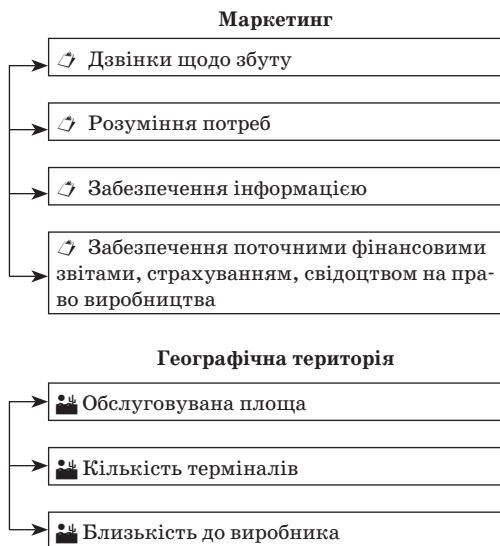 Маркетинг
Дзвінки щодо збуту
Розуміння потреб
Забезпечення інформацією
Забезпечення поточними фінансовими
звітами, страхуванням, свідоцтвом на пра-
во виробництва
Географічна територія
Обслуговувана площа
Кількість терміналів
Близькість до виробника